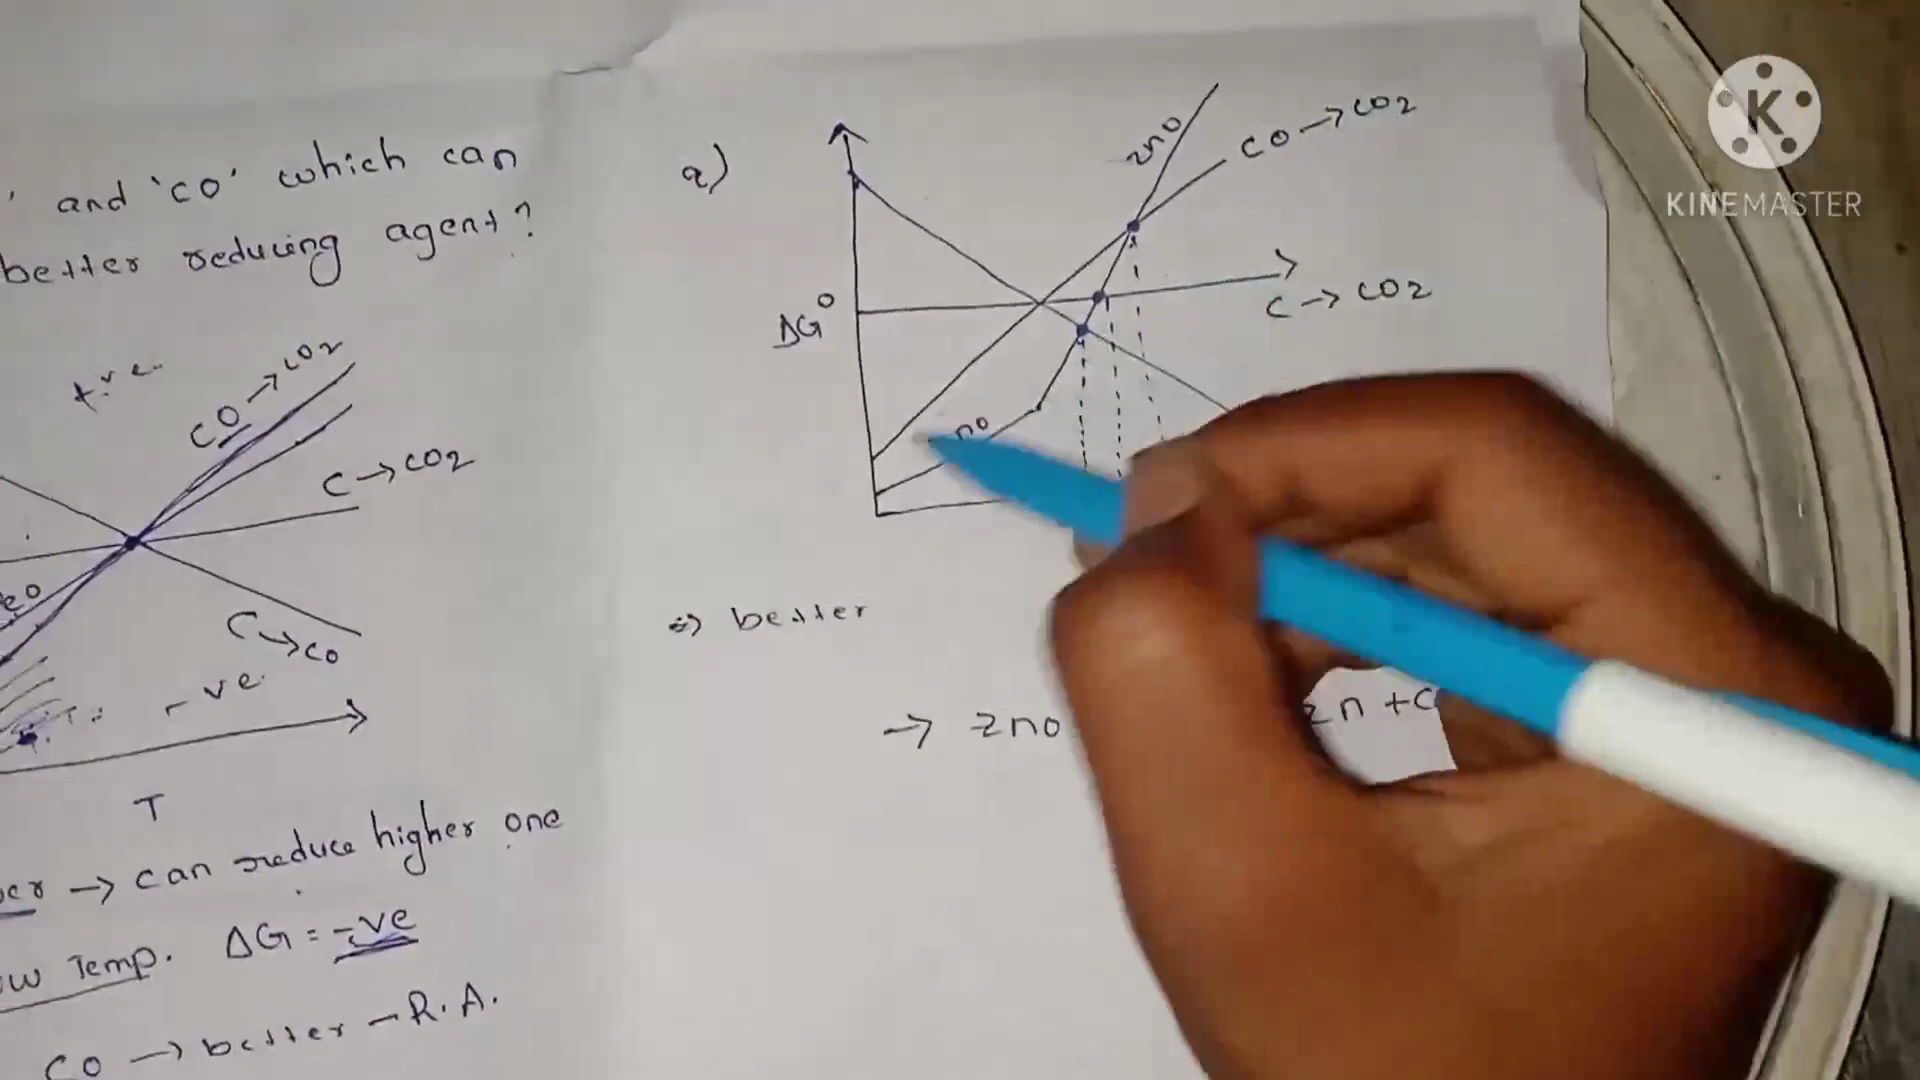 ' and 'CO' which can
better reducing agent?
+ve.
CO → CO2
C → CO2
C → CO
-ve
T
→ can reduce higher one
Temp. ΔG = -ve
CO → better - R.A.
2)
ZnO
CO → CO2
ΔG°
C → CO2
⇒ better
→ ZnO
Zn + C
K
KINEMASTER